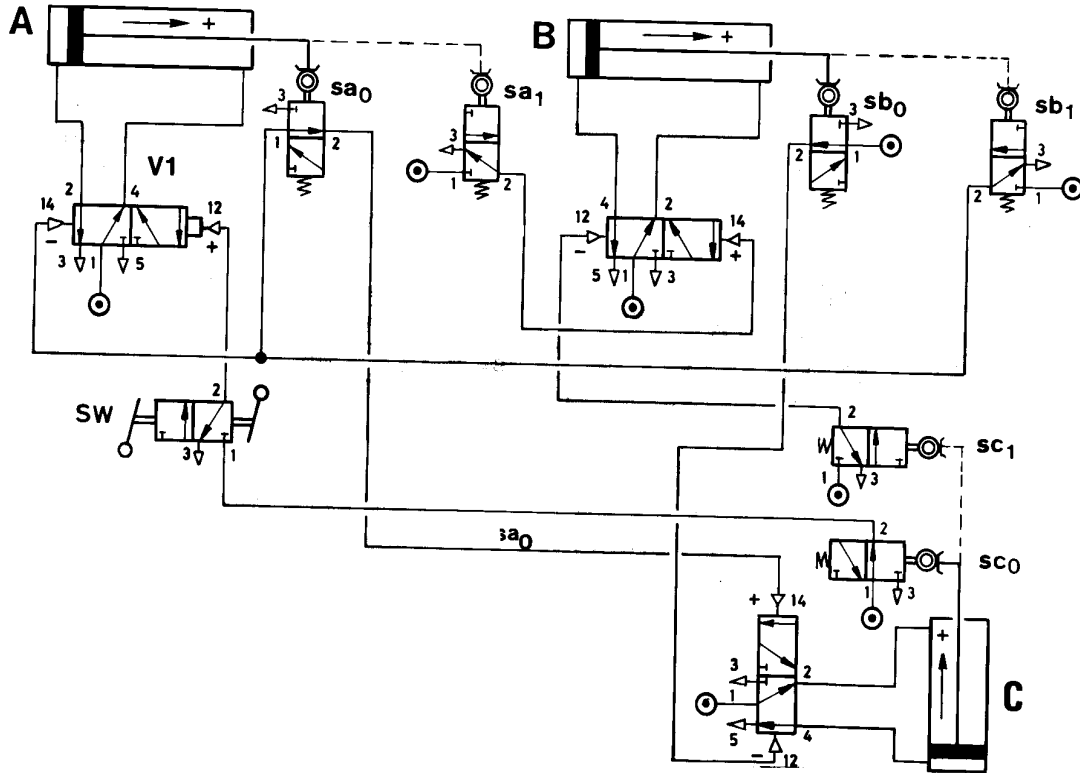 A + B +
sa0 sa1 sb0 sb1
3 3 3 3
1 2 1 2 2 1 2 1
V1
2 4 4 2
14 12 12 14
- + - +
3 1 5 5 1 3
SW 2
3 1
2 sc1
1 3
sa0 2 sc0
1 3
+ 14
3 2 +
1 C
5 4
- 12